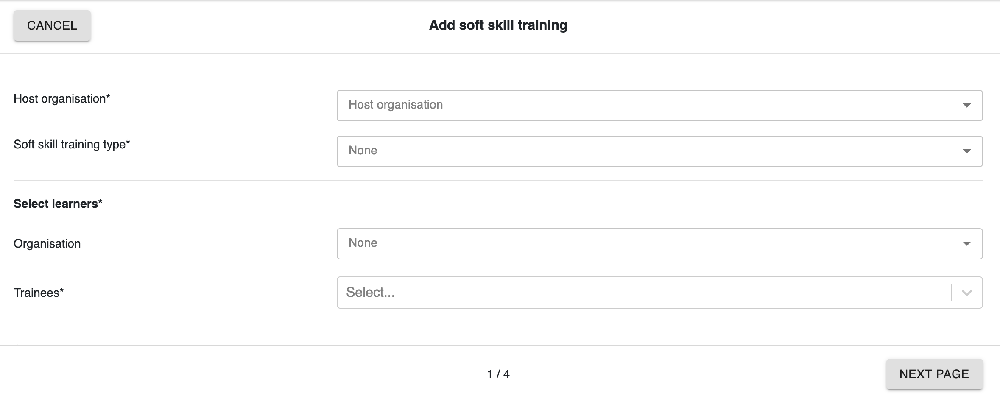 CANCEL
Add soft skill training
Host organisation*
Host organisation
Soft skill training type*
None
Select learners*
Organisation
None
Trainees*
Select...
1 / 4
NEXT PAGE